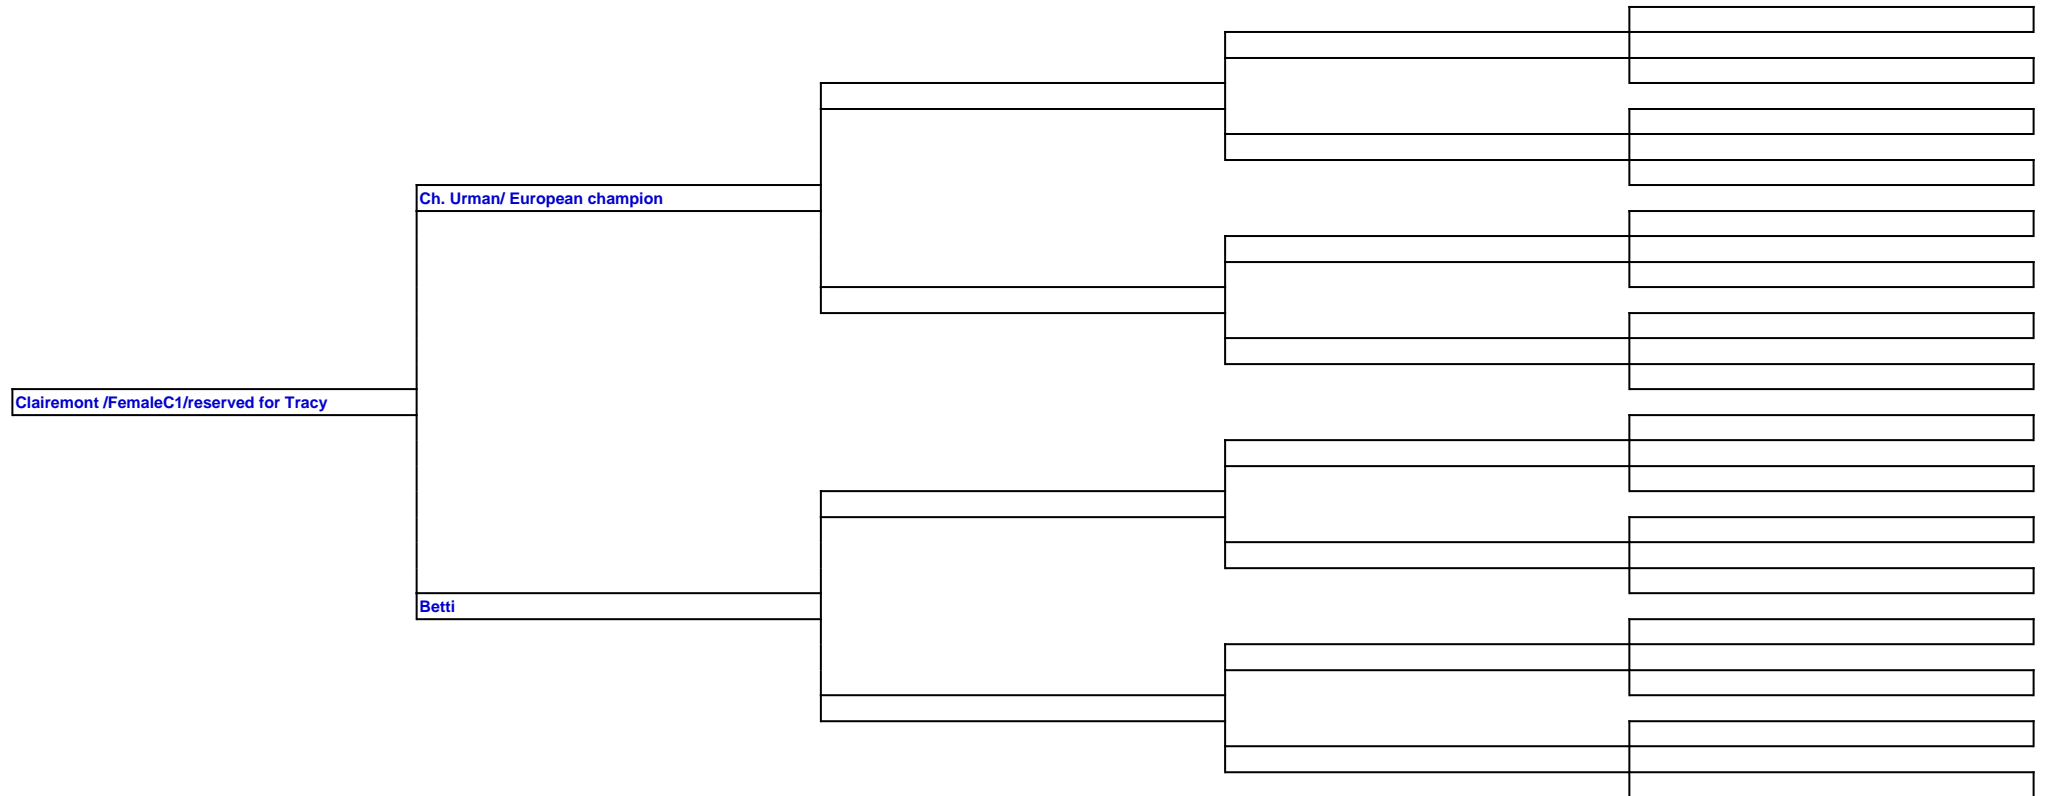 Ch. Urman/ European champion
Clairemont /FemaleC1/reserved for Tracy
Betti